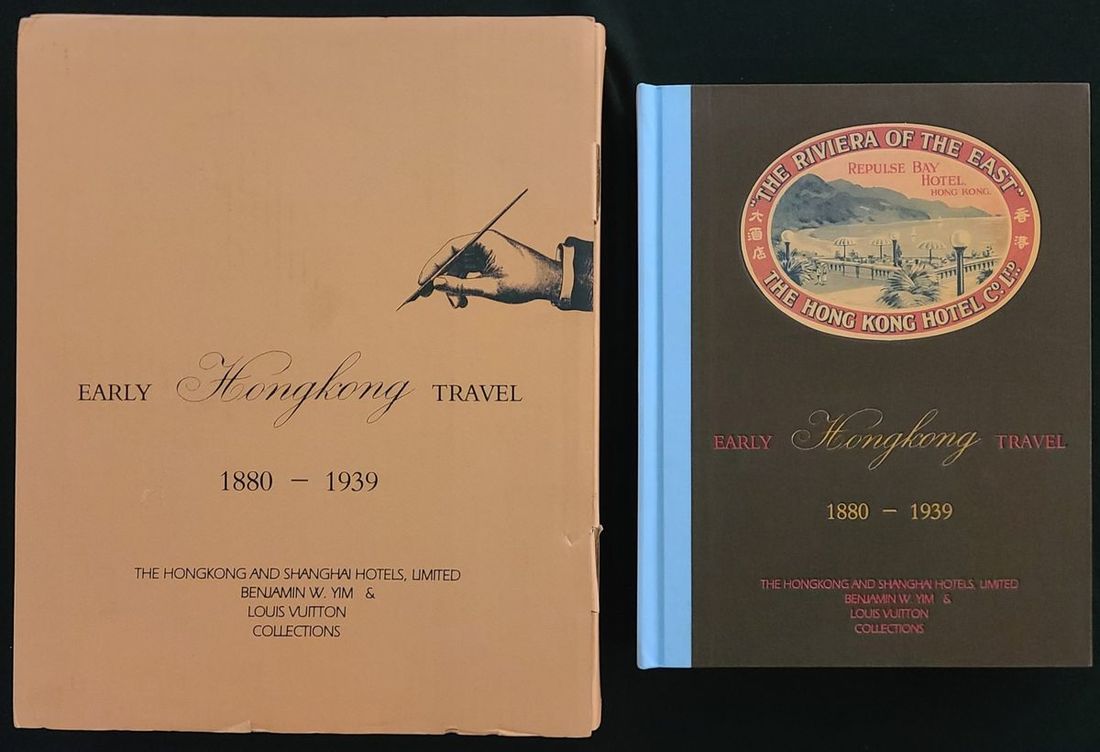 EARLY Hongkong TRAVEL
1880 – 1939
THE HONGKONG AND SHANGHAI HOTELS, LIMITED
BENJAMIN W. YIM &
LOUIS VUITTON
COLLECTIONS
"THE RIVIERA OF THE EAST"
REPULSE BAY
HOTEL.
HONG KONG.
大酒店
香港
THE HONG KONG HOTEL CO LTD
EARLY Hongkong TRAVEL
1880 – 1939
THE HONGKONG AND SHANGHAI HOTELS, LIMITED
BENJAMIN W. YIM &
LOUIS VUITTON
COLLECTIONS